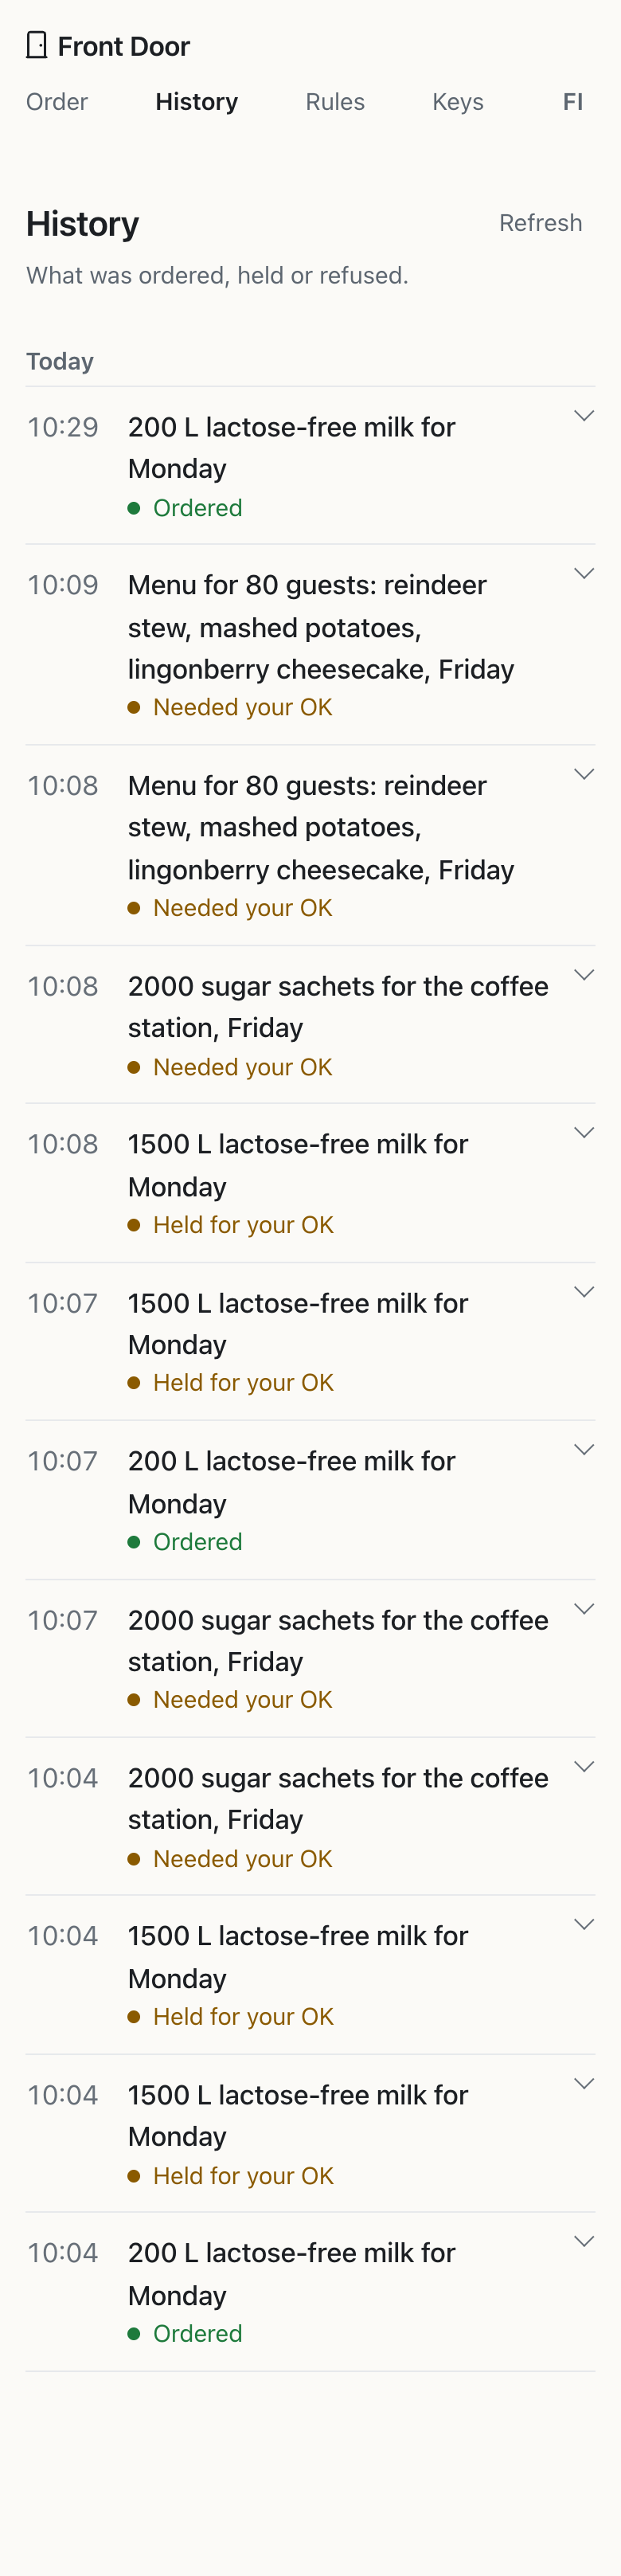 Front Door
Order History Rules Keys FI
History Refresh
What was ordered, held or refused.
Today
10:29 200 L lactose-free milk for
Monday
Ordered
10:09 Menu for 80 guests: reindeer
stew, mashed potatoes,
lingonberry cheesecake, Friday
Needed your OK
10:08 Menu for 80 guests: reindeer
stew, mashed potatoes,
lingonberry cheesecake, Friday
Needed your OK
10:08 2000 sugar sachets for the coffee
station, Friday
Needed your OK
10:08 1500 L lactose-free milk for
Monday
Held for your OK
10:07 1500 L lactose-free milk for
Monday
Held for your OK
10:07 200 L lactose-free milk for
Monday
Ordered
10:07 2000 sugar sachets for the coffee
station, Friday
Needed your OK
10:04 2000 sugar sachets for the coffee
station, Friday
Needed your OK
10:04 1500 L lactose-free milk for
Monday
Held for your OK
10:04 1500 L lactose-free milk for
Monday
Held for your OK
10:04 200 L lactose-free milk for
Monday
Ordered